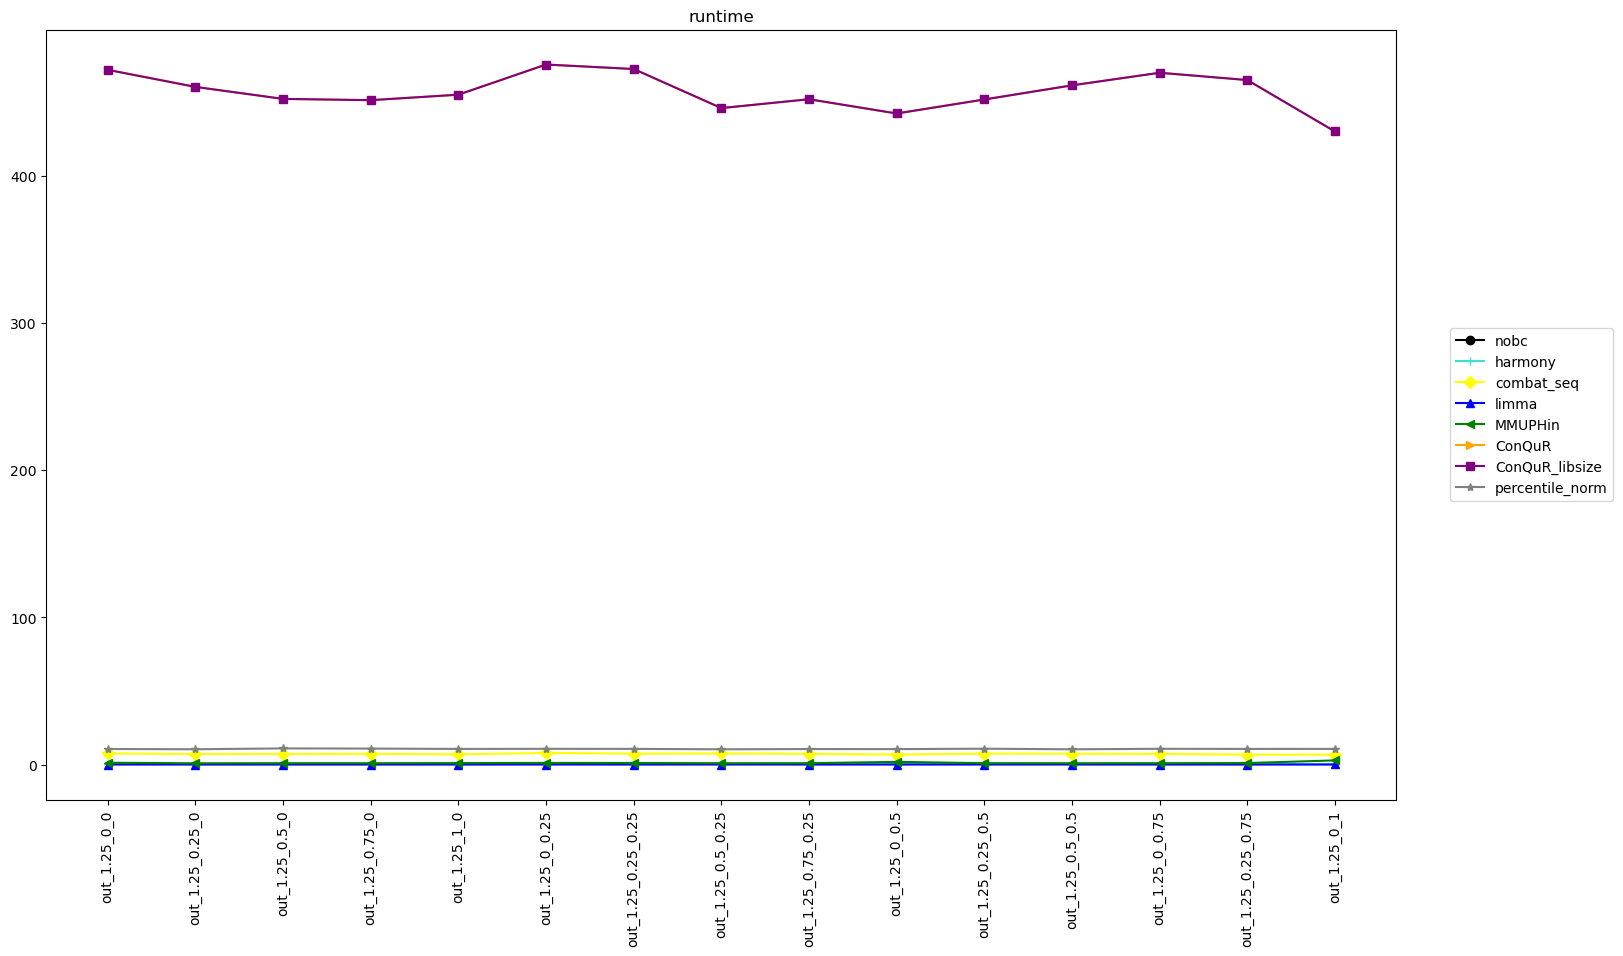 runtime
400
300
200
100
0
nobc
harmony
combat_seq
limma
MMUPHin
ConQuR
ConQuR_libsize
percentile_norm
out_1.25_0_0
out_1.25_0.25_0
out_1.25_0.5_0
out_1.25_0.75_0
out_1.25_1_0
out_1.25_0_0.25
out_1.25_0.25_0.25
out_1.25_0.5_0.25
out_1.25_0.75_0.25
out_1.25_0_0.5
out_1.25_0.25_0.5
out_1.25_0.5_0.5
out_1.25_0_0.75
out_1.25_0.25_0.75
out_1.25_0_1